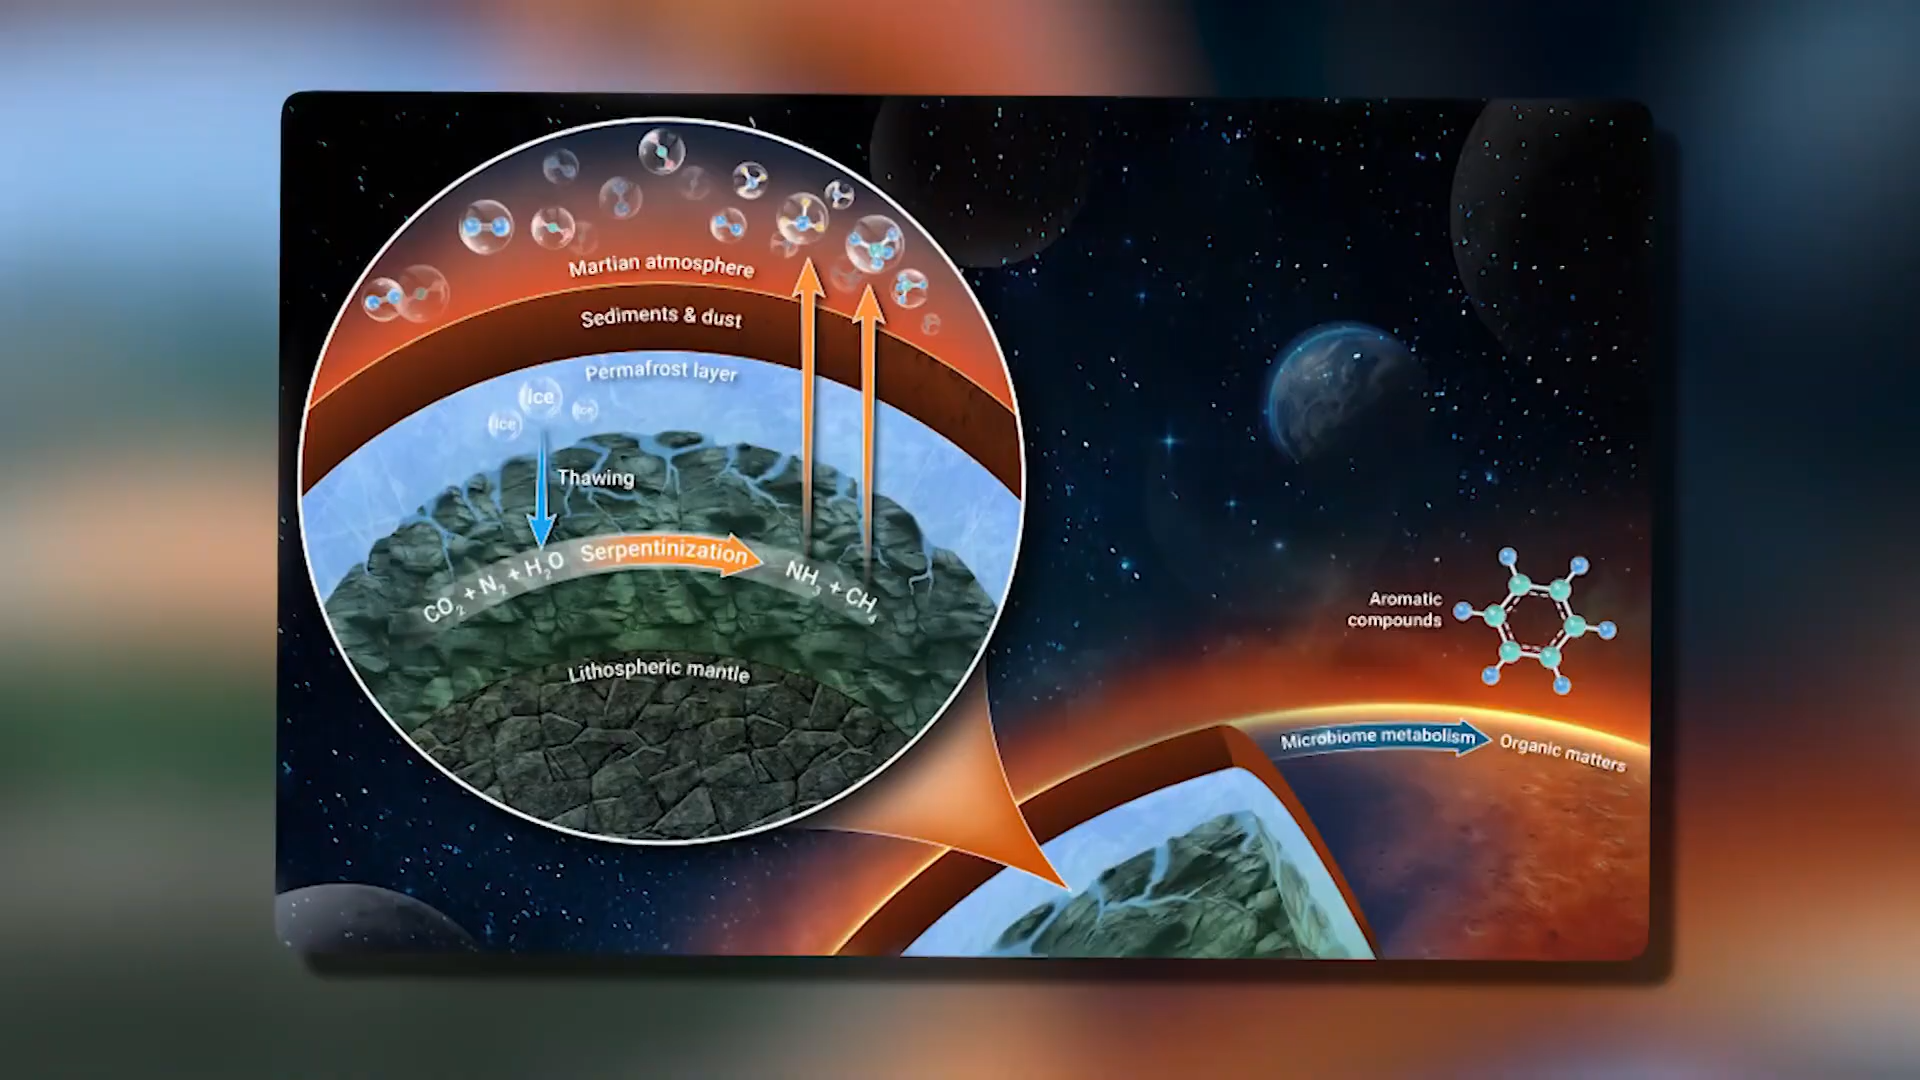 Martian atmosphere
Sediments & dust
Permafrost layer
Ice
Ice
Ice
Thawing
CO₂ + N₂ + H₂O
Serpentinization
NH₃ + CH₄
Lithospheric mantle
Aromatic
compounds
Microbiome metabolism
Organic matters